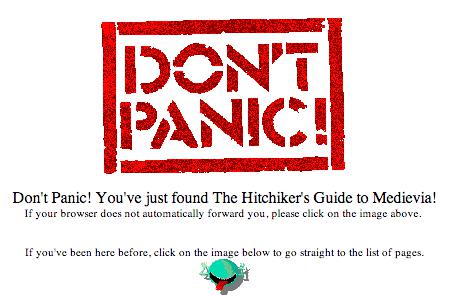 DON'T
PANIC!
Don't Panic! You've just found The Hitchiker's Guide to Medievia!
If your browser does not automatically forward you, please click on the image above.
If you've been here before, click on the image below to go straight to the list of pages.